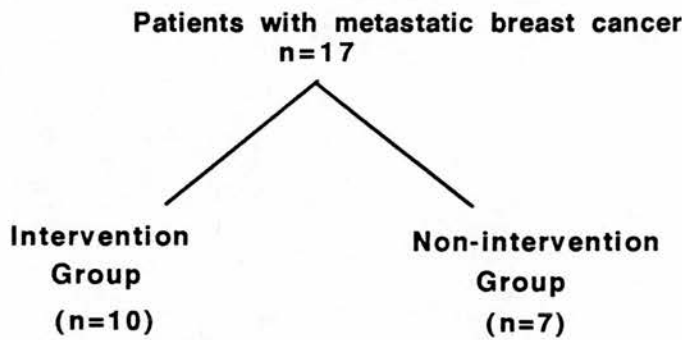 Patients with metastatic breast cancer
n=17
Intervention
Group
(n=10)
Non-intervention
Group
(n=7)